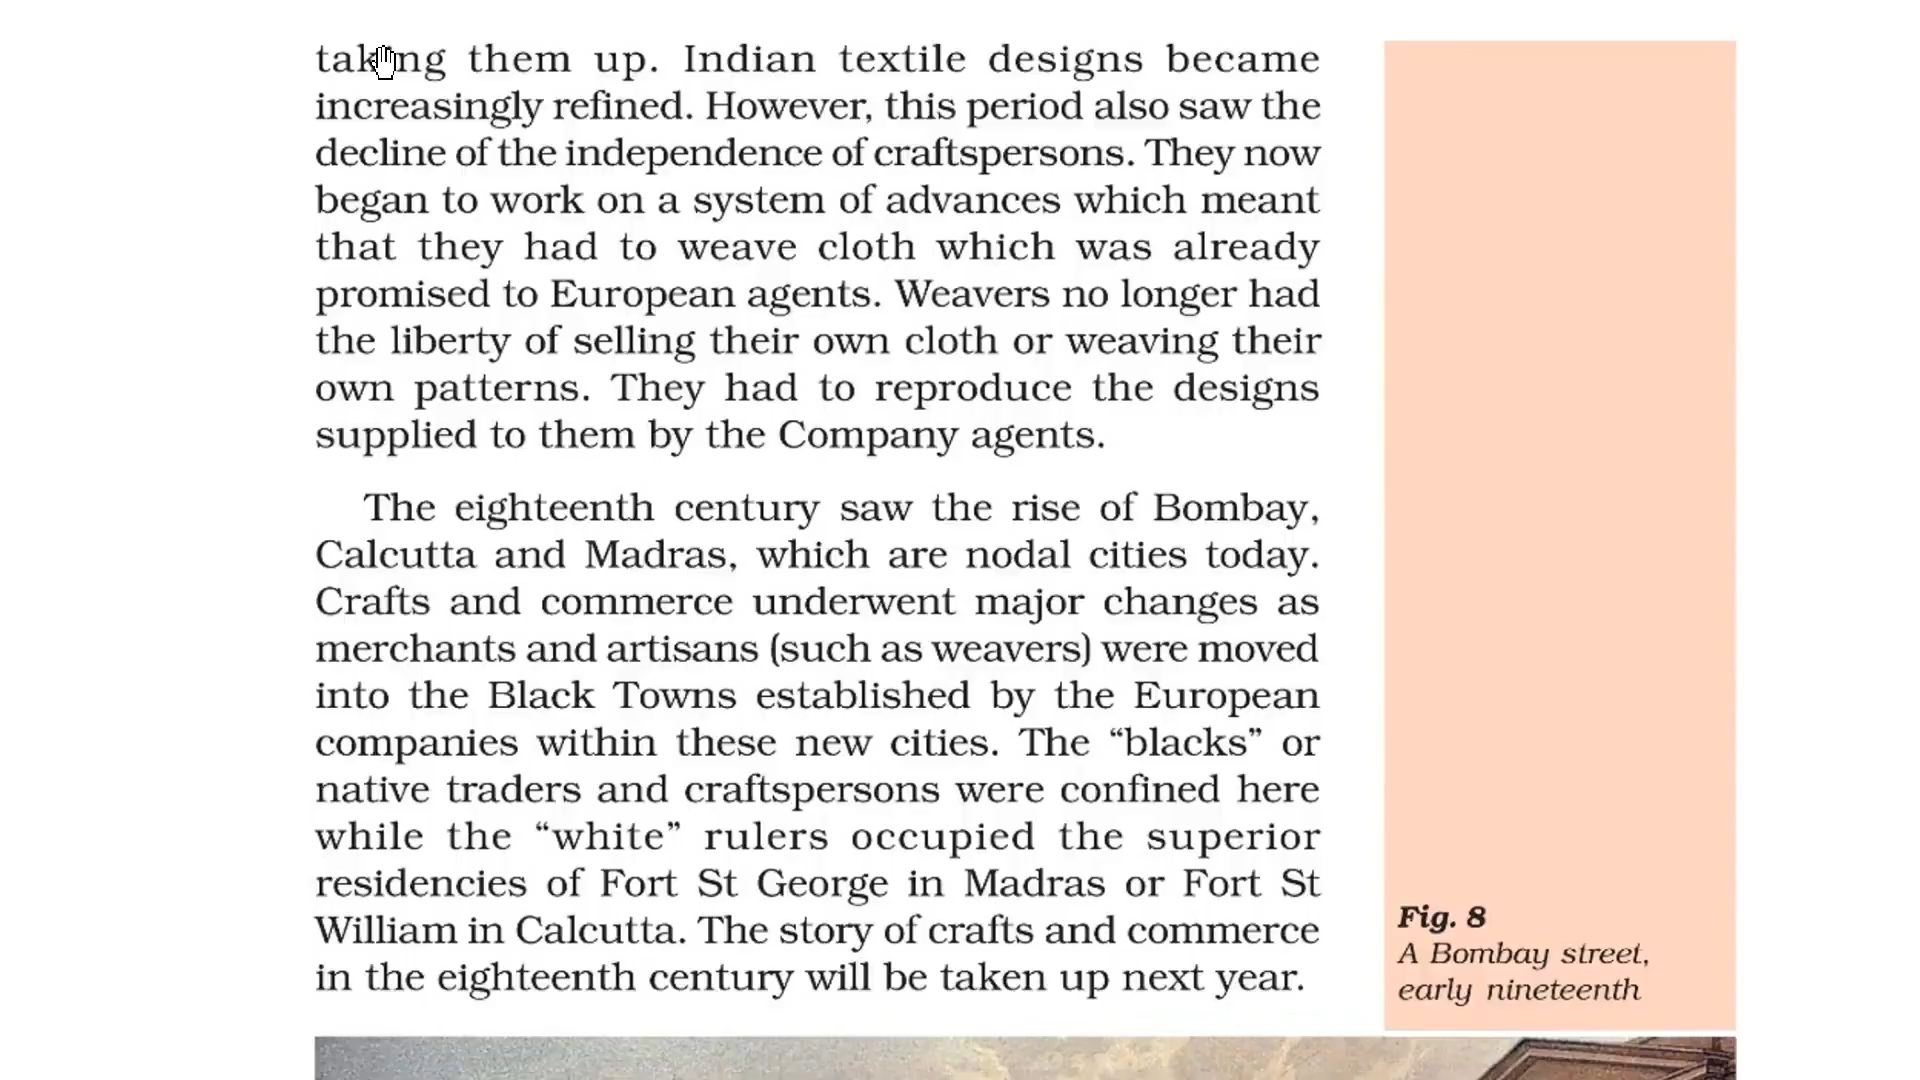 taking them up. Indian textile designs became
increasingly refined. However, this period also saw the
decline of the independence of craftspersons. They now
began to work on a system of advances which meant
that they had to weave cloth which was already
promised to European agents. Weavers no longer had
the liberty of selling their own cloth or weaving their
own patterns. They had to reproduce the designs
supplied to them by the Company agents.
The eighteenth century saw the rise of Bombay,
Calcutta and Madras, which are nodal cities today.
Crafts and commerce underwent major changes as
merchants and artisans (such as weavers) were moved
into the Black Towns established by the European
companies within these new cities. The “blacks” or
native traders and craftspersons were confined here
while the “white” rulers occupied the superior
residencies of Fort St George in Madras or Fort St
William in Calcutta. The story of crafts and commerce
in the eighteenth century will be taken up next year.
Fig. 8
A Bombay street,
early nineteenth